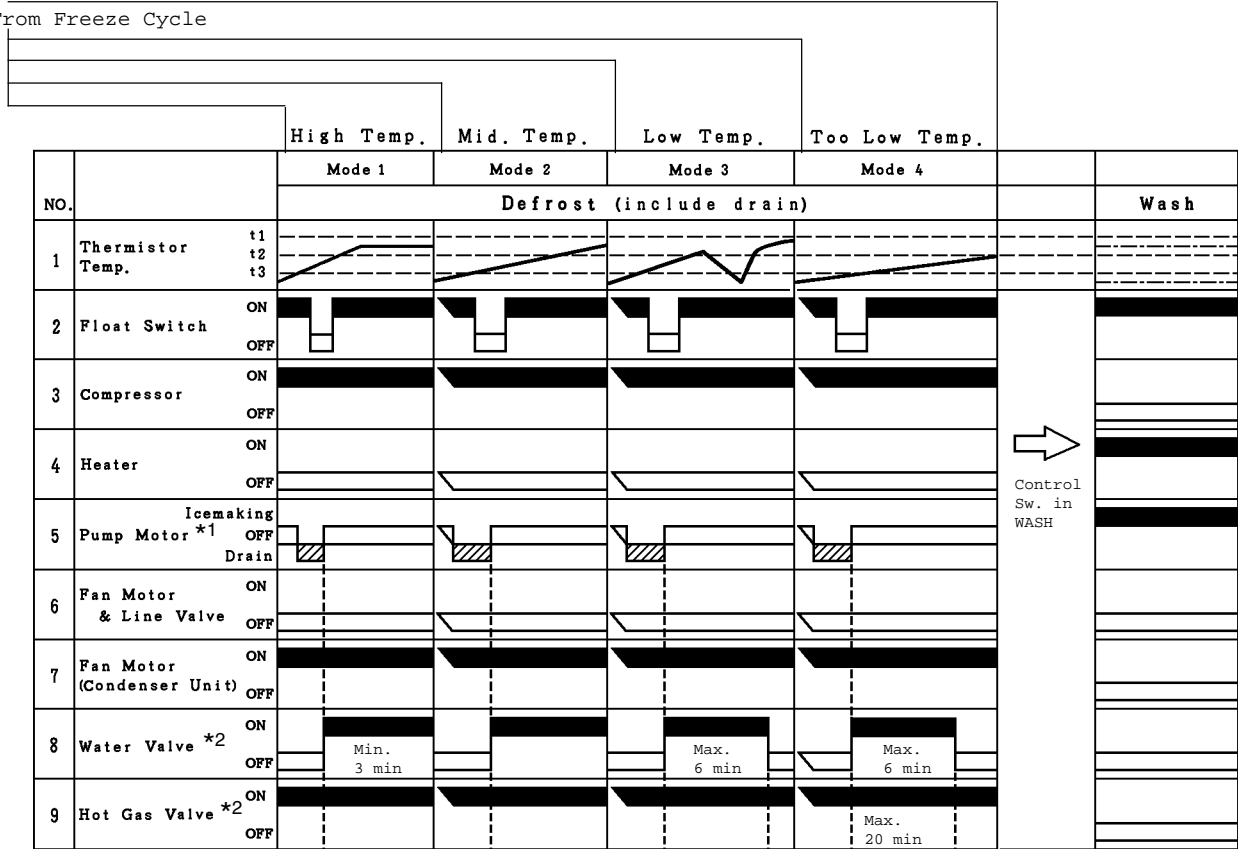 From Freeze Cycle
High Temp. Mid. Temp. Low Temp. Too Low Temp.
Mode 1 Mode 2 Mode 3 Mode 4
NO. Defrost (include drain) Wash
1 Thermistor Temp. t1 t2 t3
2 Float Switch ON OFF
3 Compressor ON OFF
4 Heater ON OFF
Control Sw. in WASH
5 Pump Motor *1 Icemaking OFF Drain
6 Fan Motor & Line Valve ON OFF
7 Fan Motor (Condenser Unit) ON OFF
8 Water Valve *2 ON OFF Min. 3 min Max. 6 min Max. 6 min
9 Hot Gas Valve *2 ON OFF Max. 20 min